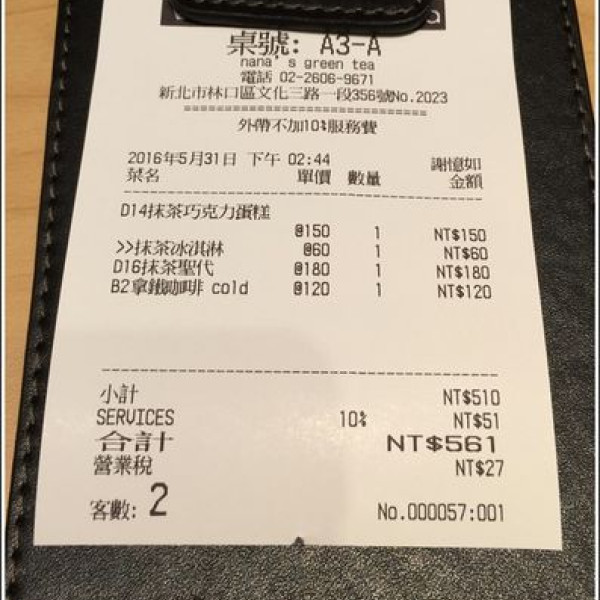 桌號: A3-A
nana's green tea
電話 02-2606-9671
新北市林口區文化三路一段356號No.2023
外帶不加10%服務費
2016年5月31日 下午 02:44 謝憶如
菜名 單價 數量 金額
D14抹茶巧克力蛋糕
@150 1 NT$150
>>抹茶冰淇淋 @60 1 NT$60
D16抹茶聖代 @180 1 NT$180
B2拿鐵咖啡 cold @120 1 NT$120
小計 NT$510
SERVICES 10% NT$51
合計 NT$561
營業稅 NT$27
客數: 2 No.000057:001